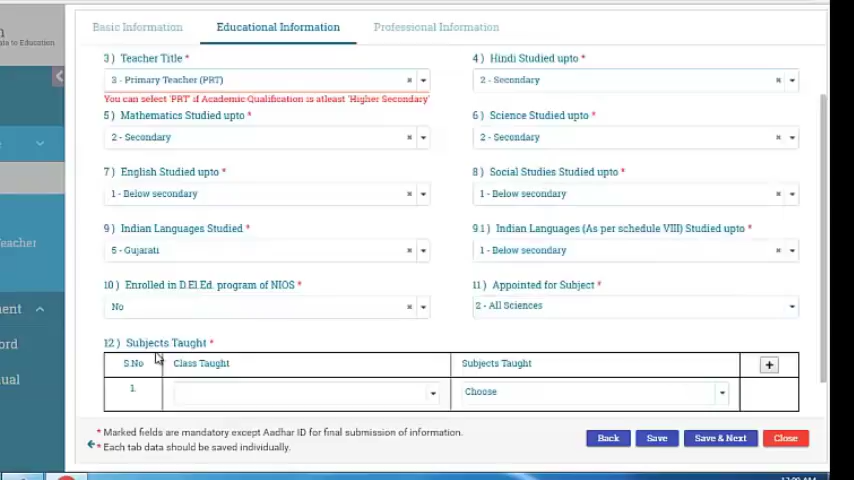 ate to Education
Basic Information Educational Information Professional Information
3 ) Teacher Title * 4 ) Hindi Studied upto *
3 - Primary Teacher (PRT) 2 - Secondary
You can select 'PRT' if Academic Qualification is atleast 'Higher Secondary'
5 ) Mathematics Studied upto * 6 ) Science Studied upto *
2 - Secondary 2 - Secondary
7 ) English Studied upto * 8 ) Social Studies Studied upto *
1 - Below secondary 1 - Below secondary
9 ) Indian Languages Studied * 9.1 ) Indian Languages (As per schedule VIII) Studied upto *
5 - Gujarati 1 - Below secondary
10 ) Enrolled in D.El.Ed. program of NIOS * 11 ) Appointed for Subject *
No 2 - All Sciences
12 ) Subjects Taught *
S.No Class Taught Subjects Taught +
1. Choose
* Marked fields are mandatory except Aadhar ID for final submission of information.
* Each tab data should be saved individually.
Back Save Save & Next Close